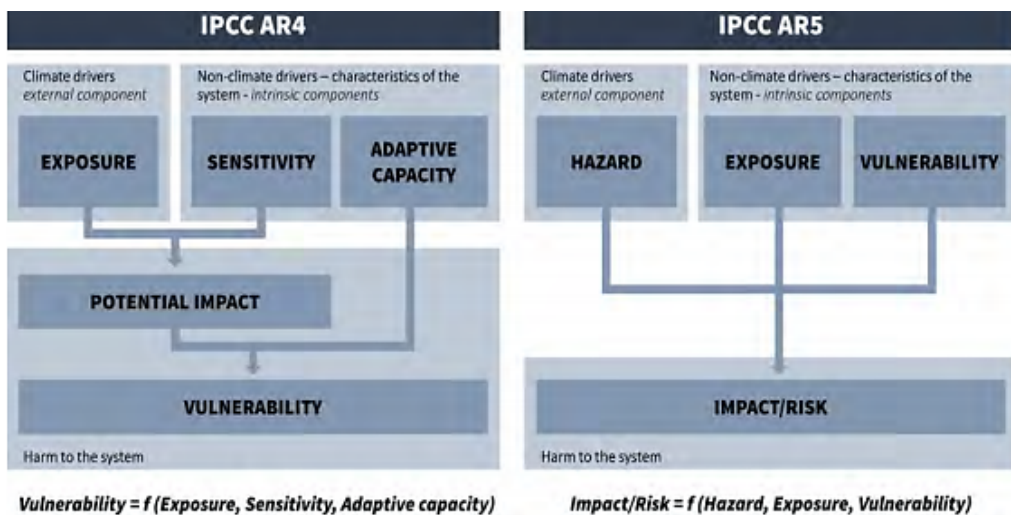 IPCC AR4
Climate drivers
external component
Non-climate drivers – characteristics of the
system - intrinsic components
EXPOSURE
SENSITIVITY
ADAPTIVE
CAPACITY
POTENTIAL IMPACT
VULNERABILITY
Harm to the system
Vulnerability = f (Exposure, Sensitivity, Adaptive capacity)
IPCC AR5
Climate drivers
external component
Non-climate drivers – characteristics of the
system - intrinsic components
HAZARD
EXPOSURE
VULNERABILITY
IMPACT/RISK
Harm to the system
Impact/Risk = f (Hazard, Exposure, Vulnerability)